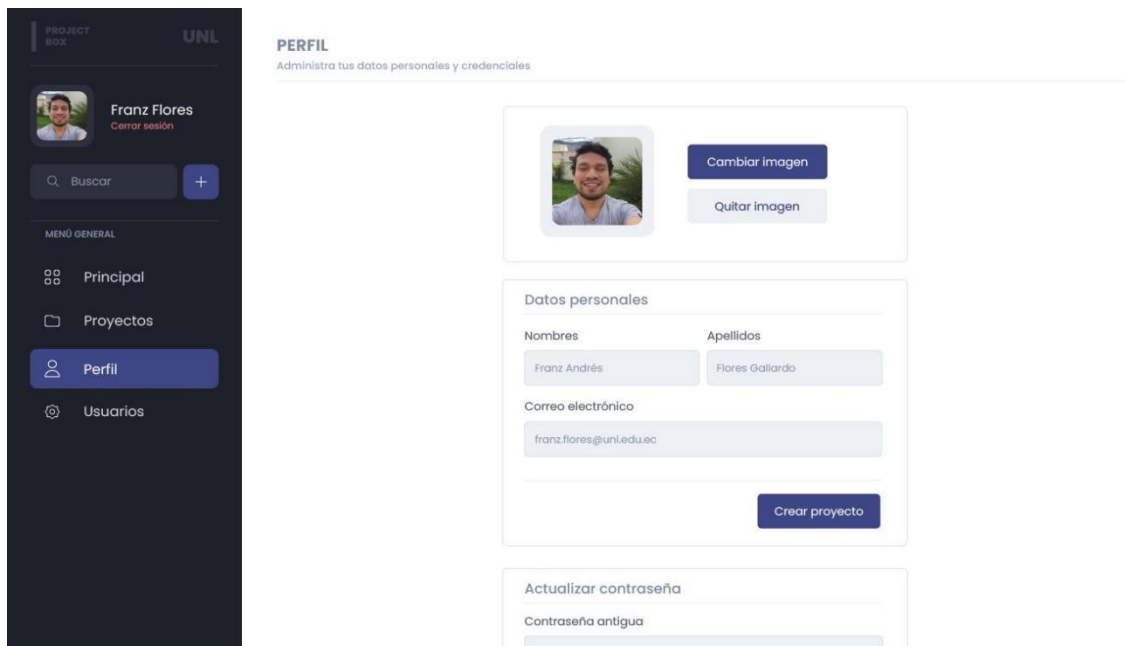 PROJECT
BOX
UNL
Franz Flores
Cerrar sesión
Buscar
MENÚ GENERAL
Principal
Proyectos
Perfil
Usuarios
PERFIL
Administra tus datos personales y credenciales
Cambiar imagen
Quitar imagen
Datos personales
Nombres Apellidos
Franz Andrés Flores Gallardo
Correo electrónico
franz.flores@unl.edu.ec
Crear proyecto
Actualizar contraseña
Contraseña antigua